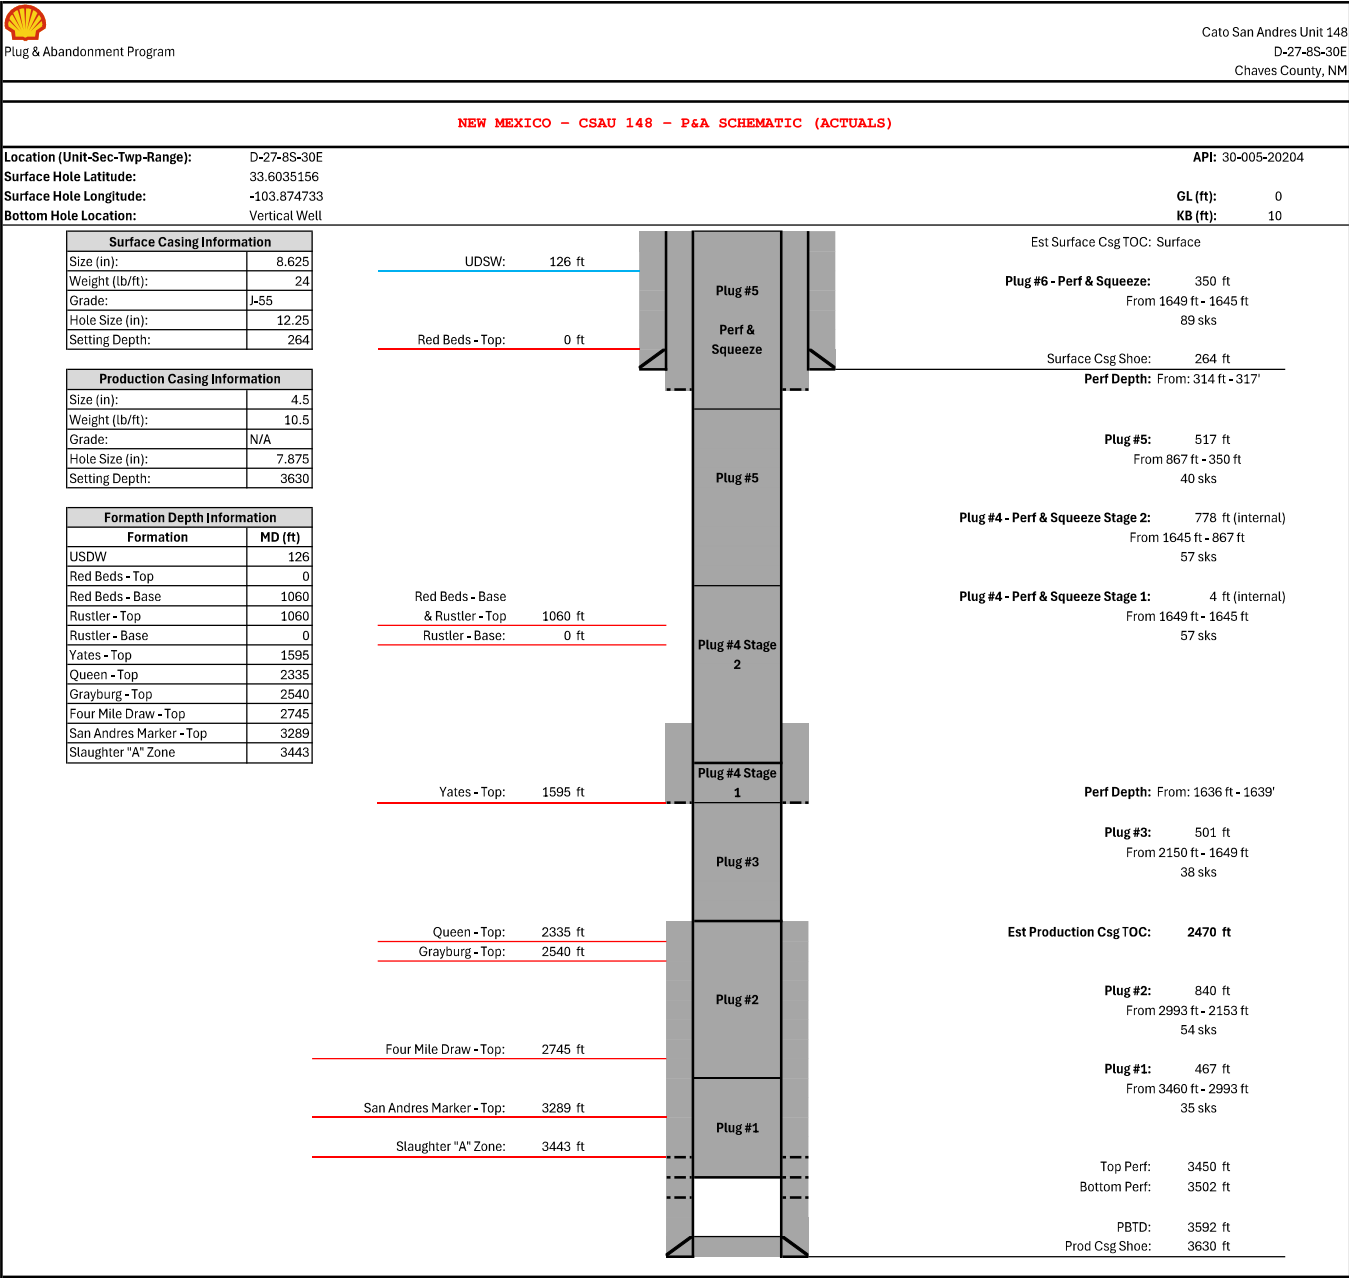 Cato San Andres Unit 148
Plug & Abandonment Program
D-27-8S-30E
Chaves County, NM
NEW MEXICO - CSAU 148 - P&A SCHEMATIC (ACTUALS)
Location (Unit-Sec-Twp-Range): D-27-8S-30E
API: 30-005-20204
Surface Hole Latitude: 33.6035156
Surface Hole Longitude: -103.874733
GL (ft): 0
Bottom Hole Location: Vertical Well
KB (ft): 10
Surface Casing Information
Size (in): 8.625
Weight (lb/ft): 24
Grade: J-55
Hole Size (in): 12.25
Setting Depth: 264
Production Casing Information
Size (in): 4.5
Weight (lb/ft): 10.5
Grade: N/A
Hole Size (in): 7.875
Setting Depth: 3630
Formation Depth Information
Formation MD (ft)
USDW 126
Red Beds - Top 0
Red Beds - Base 1060
Rustler - Top 1060
Rustler - Base 0
Yates - Top 1595
Queen - Top 2335
Grayburg - Top 2540
Four Mile Draw - Top 2745
San Andres Marker - Top 3289
Slaughter "A" Zone 3443
UDSW: 126 ft
Red Beds - Top: 0 ft
Red Beds - Base
& Rustler - Top 1060 ft
Rustler - Base: 0 ft
Yates - Top: 1595 ft
Queen - Top: 2335 ft
Grayburg - Top: 2540 ft
Four Mile Draw - Top: 2745 ft
San Andres Marker - Top: 3289 ft
Slaughter "A" Zone: 3443 ft
Plug #5
Perf &
Squeeze
Plug #5
Plug #4 Stage
2
Plug #4 Stage
1
Plug #3
Plug #2
Plug #1
Est Surface Csg TOC: Surface
Plug #6 - Perf & Squeeze: 350 ft
From 1649 ft - 1645 ft
89 sks
Surface Csg Shoe: 264 ft
Perf Depth: From: 314 ft - 317'
Plug #5: 517 ft
From 867 ft - 350 ft
40 sks
Plug #4 - Perf & Squeeze Stage 2: 778 ft (internal)
From 1645 ft - 867 ft
57 sks
Plug #4 - Perf & Squeeze Stage 1: 4 ft (internal)
From 1649 ft - 1645 ft
57 sks
Perf Depth: From: 1636 ft - 1639'
Plug #3: 501 ft
From 2150 ft - 1649 ft
38 sks
Est Production Csg TOC: 2470 ft
Plug #2: 840 ft
From 2993 ft - 2153 ft
54 sks
Plug #1: 467 ft
From 3460 ft - 2993 ft
35 sks
Top Perf: 3450 ft
Bottom Perf: 3502 ft
PBTD: 3592 ft
Prod Csg Shoe: 3630 ft